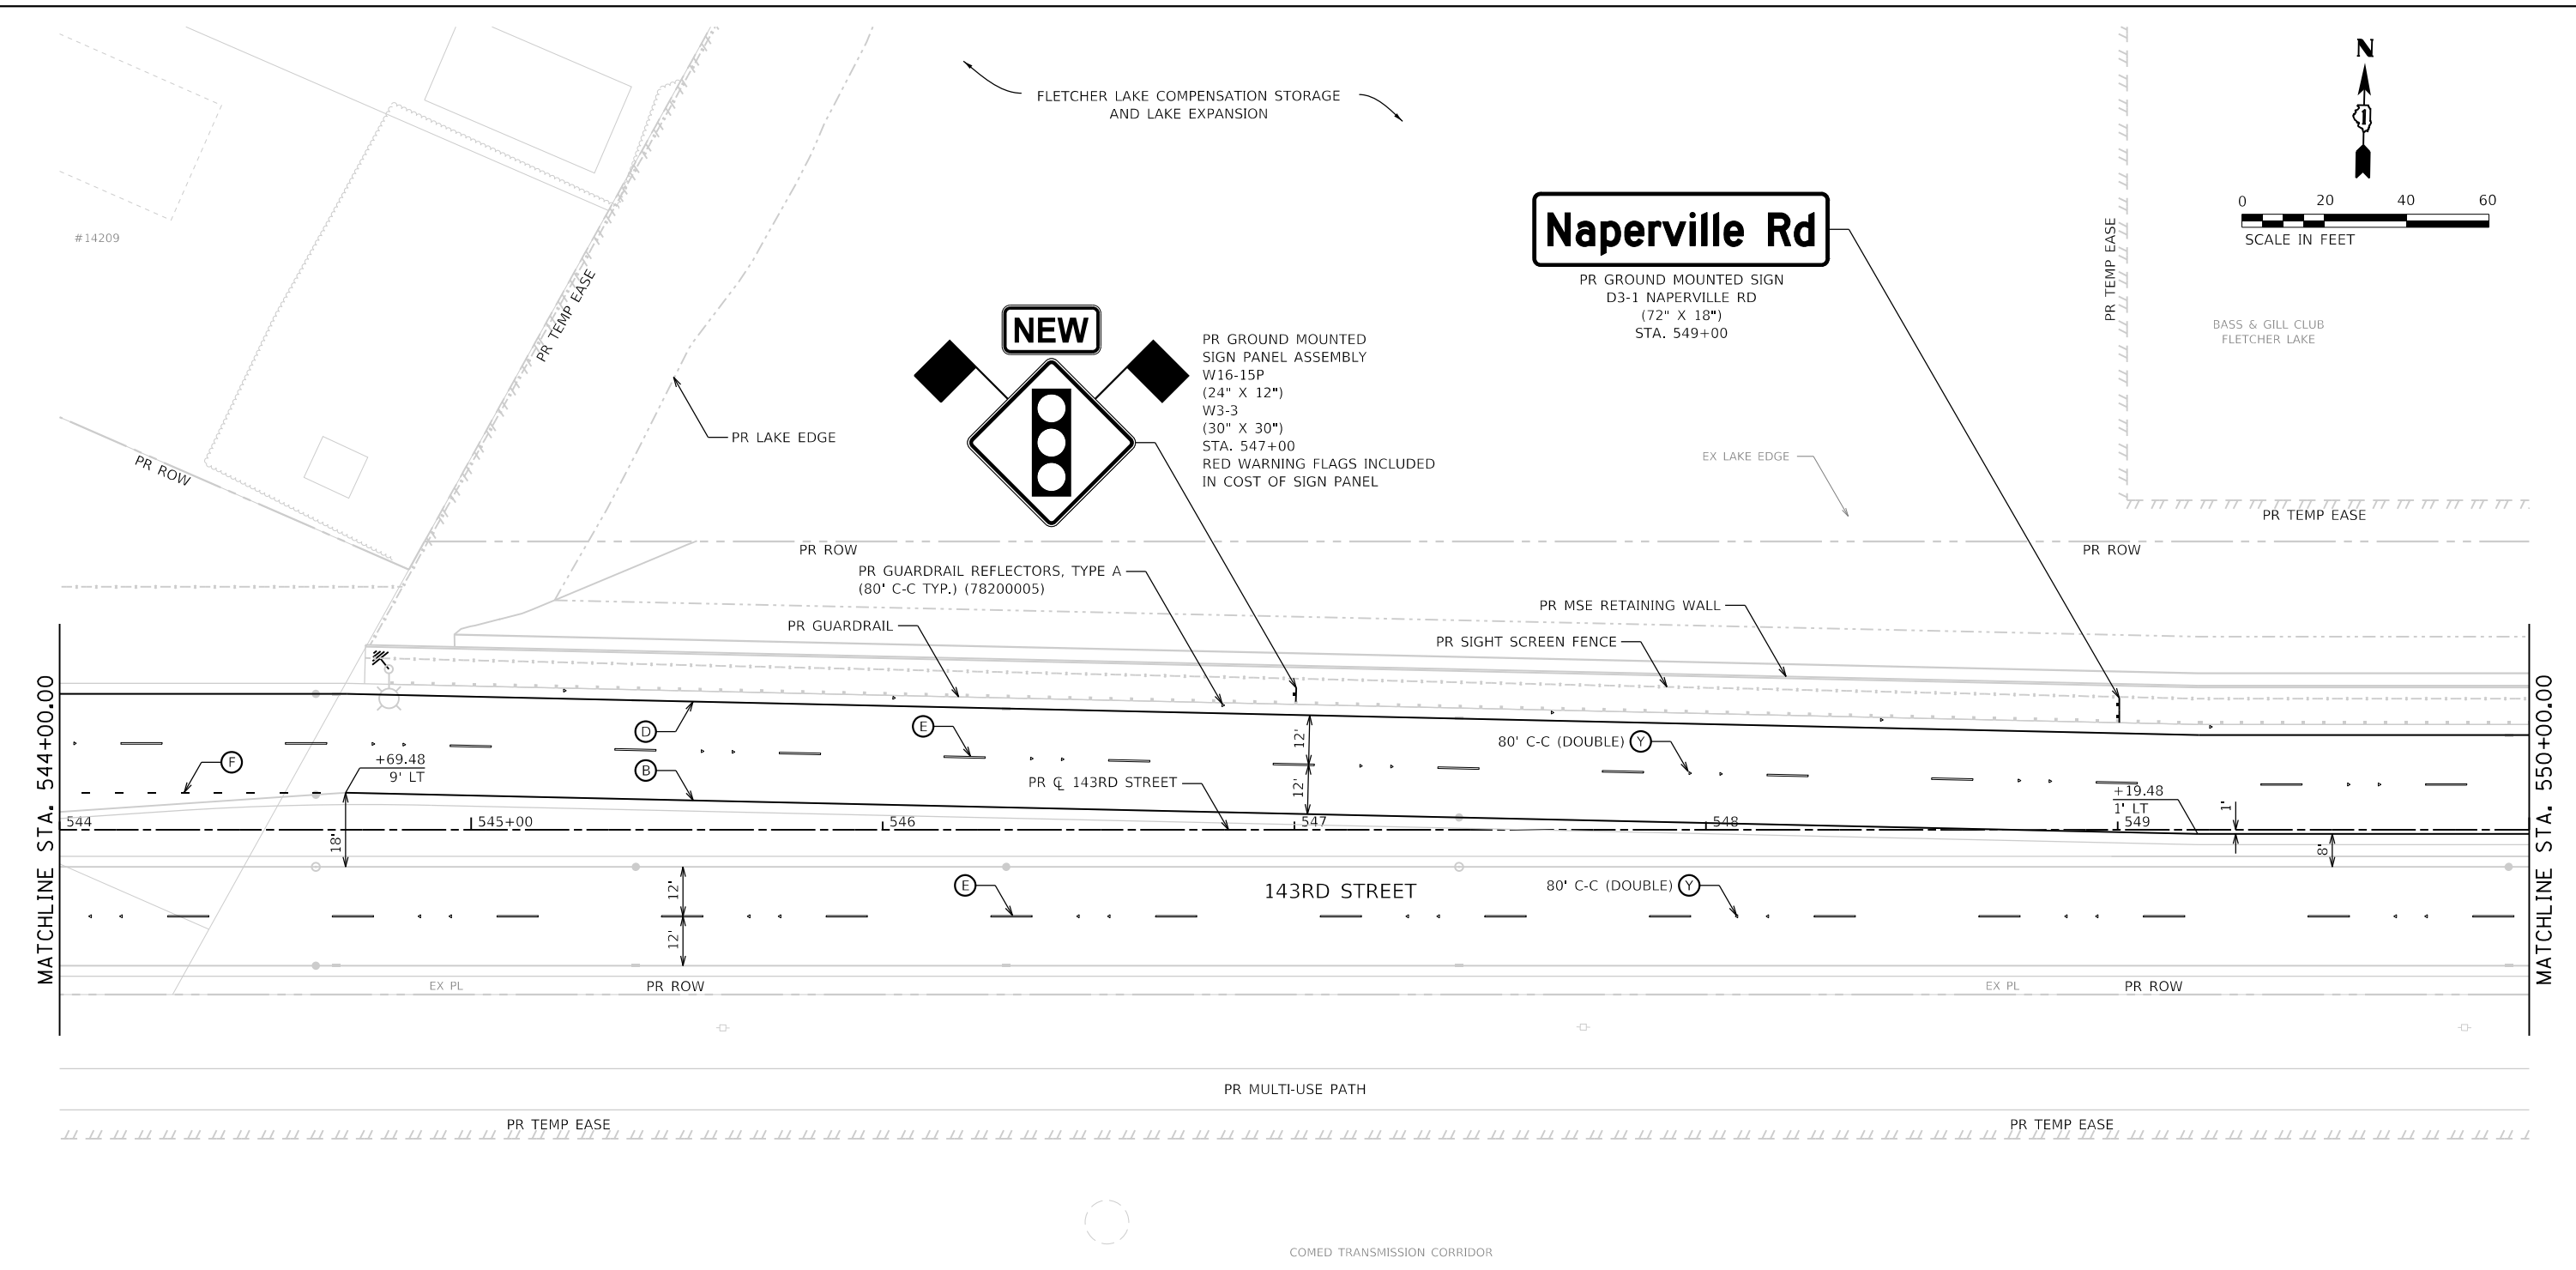 FLETCHER LAKE COMPENSATION STORAGE
AND LAKE EXPANSION
N
1
0 20 40 60
SCALE IN FEET
#14209
PR TEMP EASE
PR TEMP EASE
Naperville Rd
PR GROUND MOUNTED SIGN
D3-1 NAPERVILLE RD
(72" X 18")
STA. 549+00
BASS & GILL CLUB
FLETCHER LAKE
NEW
PR GROUND MOUNTED
SIGN PANEL ASSEMBLY
W16-15P
(24" X 12")
W3-3
(30" X 30")
STA. 547+00
RED WARNING FLAGS INCLUDED
IN COST OF SIGN PANEL
PR LAKE EDGE
EX LAKE EDGE
PR ROW
PR TEMP EASE
PR ROW
PR ROW
PR GUARDRAIL REFLECTORS, TYPE A
(80' C-C TYP.) (78200005)
PR MSE RETAINING WALL
PR GUARDRAIL
PR SIGHT SCREEN FENCE
MATCHLINE STA. 544+00.00
MATCHLINE STA. 550+00.00
D
E
12'
80' C-C (DOUBLE) Y
F
+69.48
9' LT
B
PR ℄ 143RD STREET
12'
+19.48
1' LT
1'
544
545+00
546
547
548
549
18'
8'
12'
E
143RD STREET
80' C-C (DOUBLE) Y
12'
EX PL
PR ROW
EX PL
PR ROW
PR MULTI-USE PATH
PR TEMP EASE
PR TEMP EASE
COMED TRANSMISSION CORRIDOR